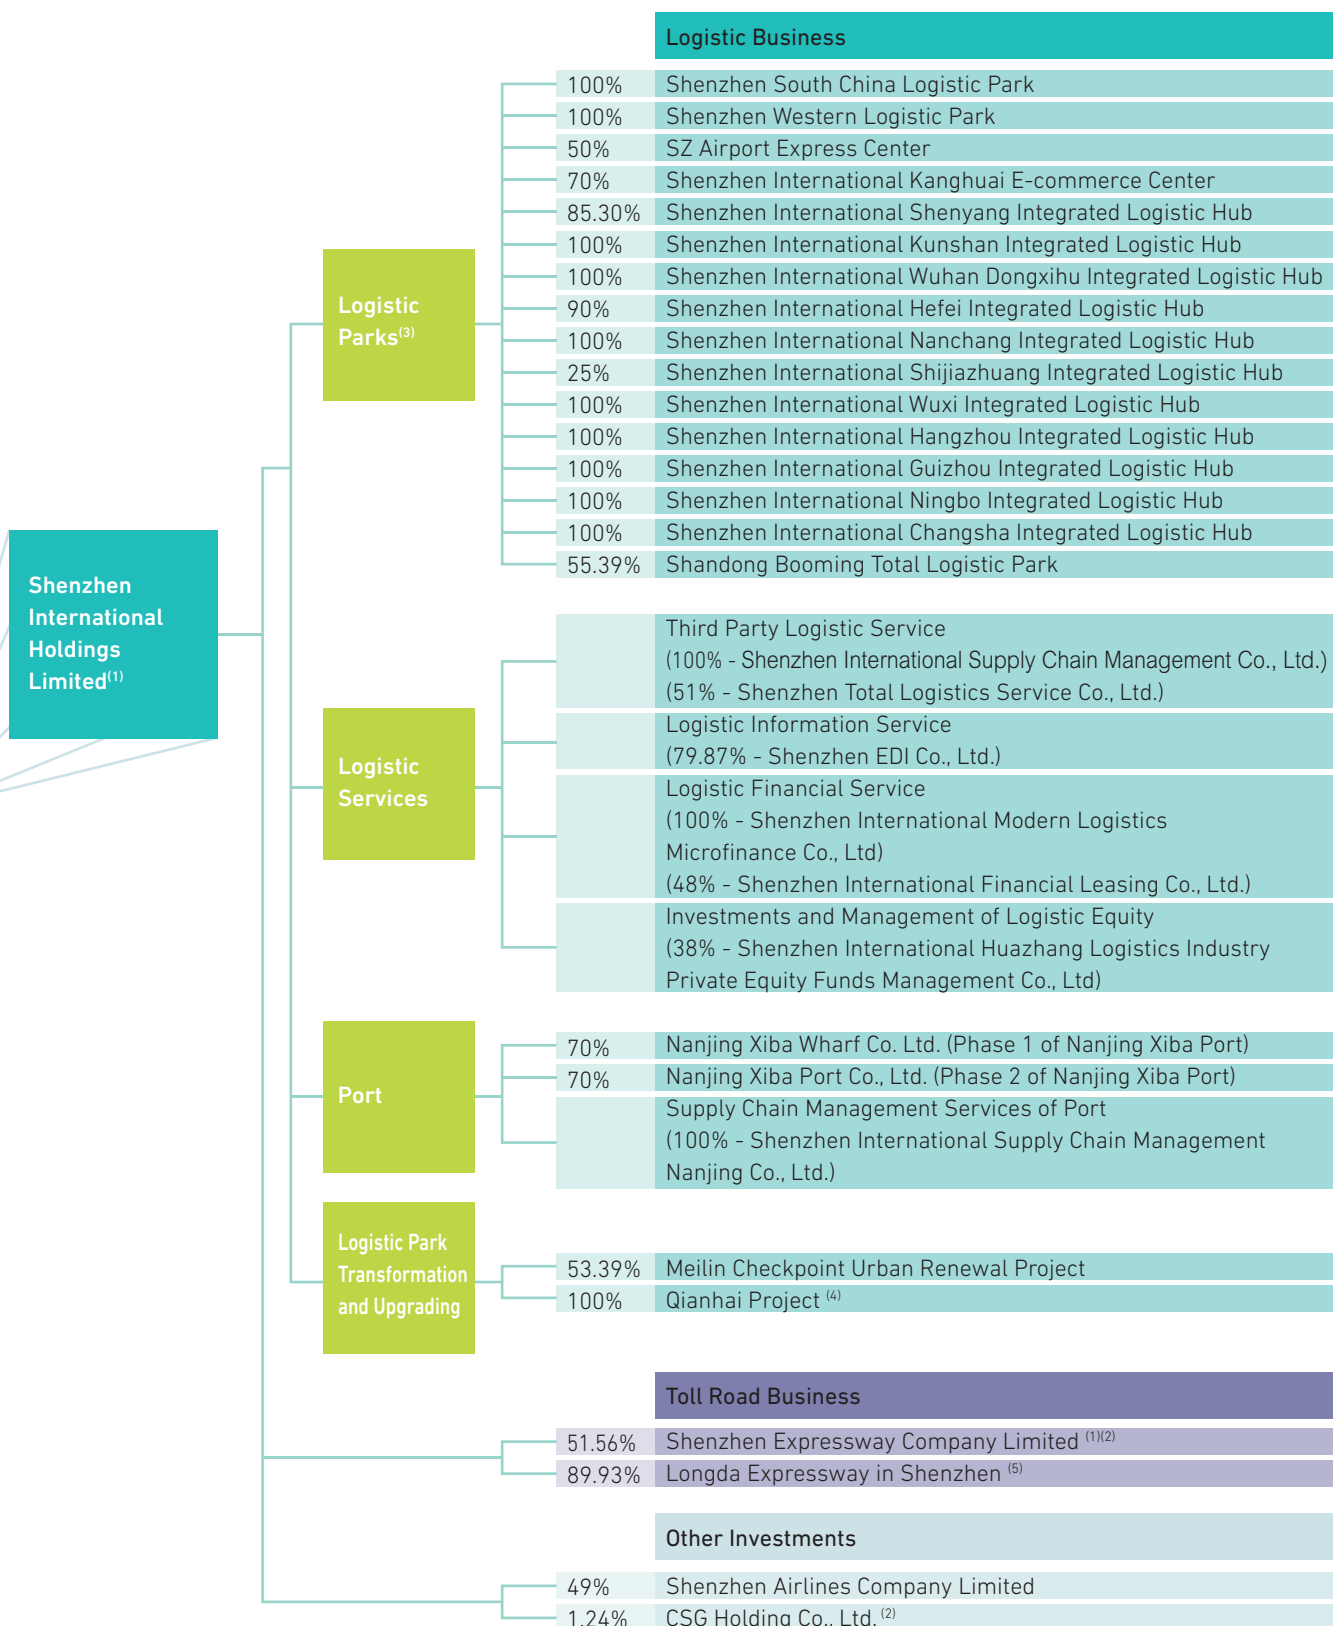 Logistic Business
100% Shenzhen South China Logistic Park
100% Shenzhen Western Logistic Park
50% SZ Airport Express Center
70% Shenzhen International Kanghuai E-commerce Center
85.30% Shenzhen International Shenyang Integrated Logistic Hub
100% Shenzhen International Kunshan Integrated Logistic Hub
100% Shenzhen International Wuhan Dongxihu Integrated Logistic Hub
90% Shenzhen International Hefei Integrated Logistic Hub
100% Shenzhen International Nanchang Integrated Logistic Hub
25% Shenzhen International Shijiazhuang Integrated Logistic Hub
100% Shenzhen International Wuxi Integrated Logistic Hub
100% Shenzhen International Hangzhou Integrated Logistic Hub
100% Shenzhen International Guizhou Integrated Logistic Hub
100% Shenzhen International Ningbo Integrated Logistic Hub
100% Shenzhen International Changsha Integrated Logistic Hub
55.39% Shandong Booming Total Logistic Park
Logistic
Parks(3)
Shenzhen
International
Holdings
Limited(1)
Third Party Logistic Service
(100% - Shenzhen International Supply Chain Management Co., Ltd.)
(51% - Shenzhen Total Logistics Service Co., Ltd.)
Logistic Information Service
(79.87% - Shenzhen EDI Co., Ltd.)
Logistic Financial Service
(100% - Shenzhen International Modern Logistics
Microfinance Co., Ltd)
(48% - Shenzhen International Financial Leasing Co., Ltd.)
Investments and Management of Logistic Equity
(38% - Shenzhen International Huazhang Logistics Industry
Private Equity Funds Management Co., Ltd)
Logistic
Services
70% Nanjing Xiba Wharf Co. Ltd. (Phase 1 of Nanjing Xiba Port)
70% Nanjing Xiba Port Co., Ltd. (Phase 2 of Nanjing Xiba Port)
Supply Chain Management Services of Port
(100% - Shenzhen International Supply Chain Management
Nanjing Co., Ltd.)
Port
Logistic Park
Transformation
and Upgrading
53.39% Meilin Checkpoint Urban Renewal Project
100% Qianhai Project (4)
Toll Road Business
51.56% Shenzhen Expressway Company Limited (1)(2)
89.93% Longda Expressway in Shenzhen (5)
Other Investments
49% Shenzhen Airlines Company Limited
1.24% CSG Holding Co., Ltd. (2)